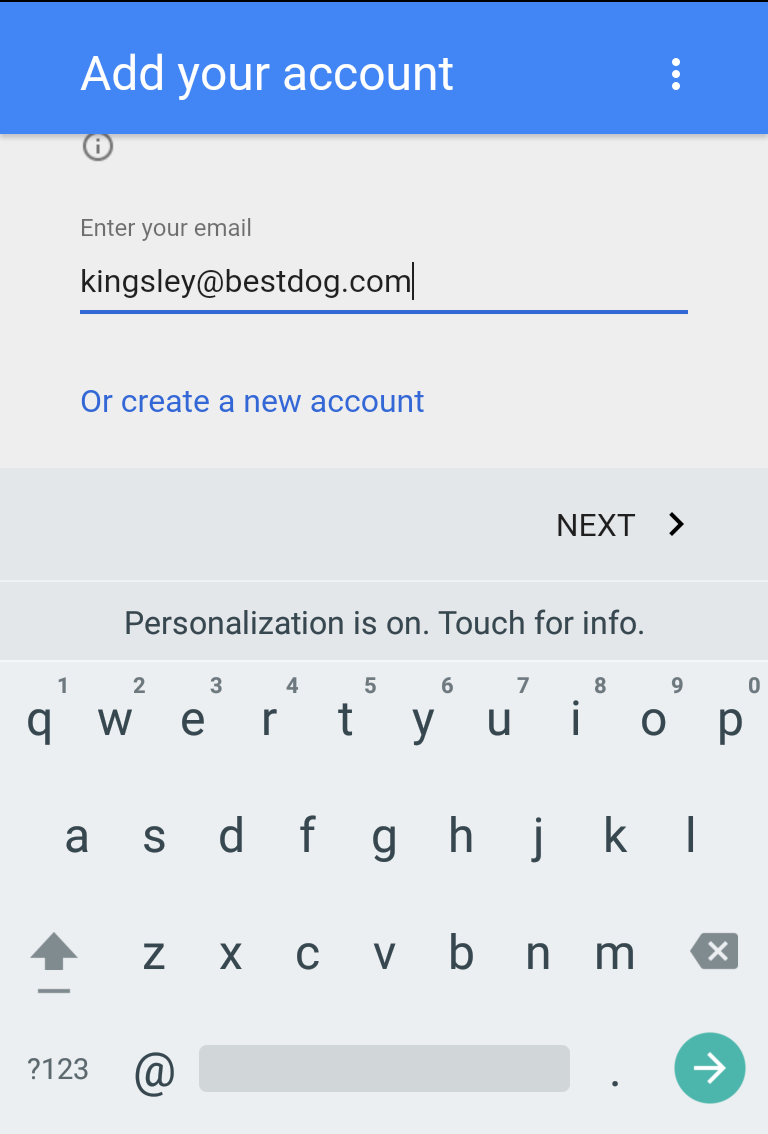 Add your account
Enter your email
kingsley@bestdog.com
Or create a new account
NEXT
Personalization is on. Touch for info.
1 2 3 4 5 6 7 8 9 0
q w e r t y u i o p
a s d f g h j k l
z x c v b n m
?123 @ .